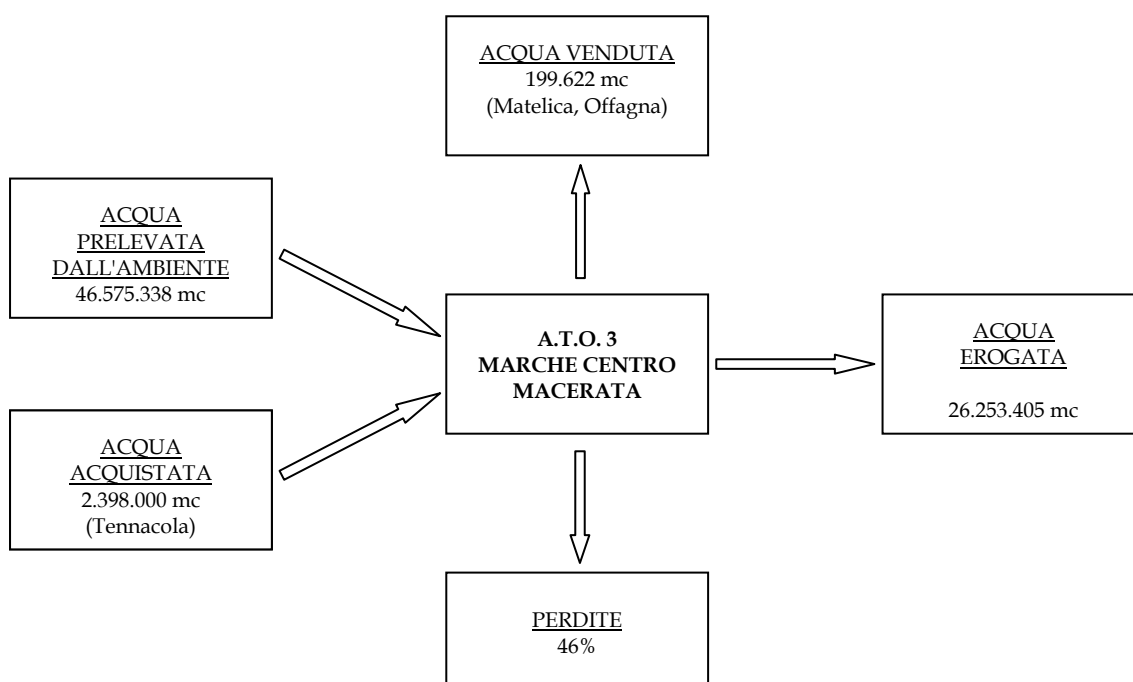 ACQUA VENDUTA
199.622 mc
(Matelica, Offagna)
ACQUA
PRELEVATA
DALL'AMBIENTE
46.575.338 mc
A.T.O. 3
MARCHE CENTRO
MACERATA
ACQUA
EROGATA
26.253.405 mc
ACQUA
ACQUISTATA
2.398.000 mc
(Tennacola)
PERDITE
46%